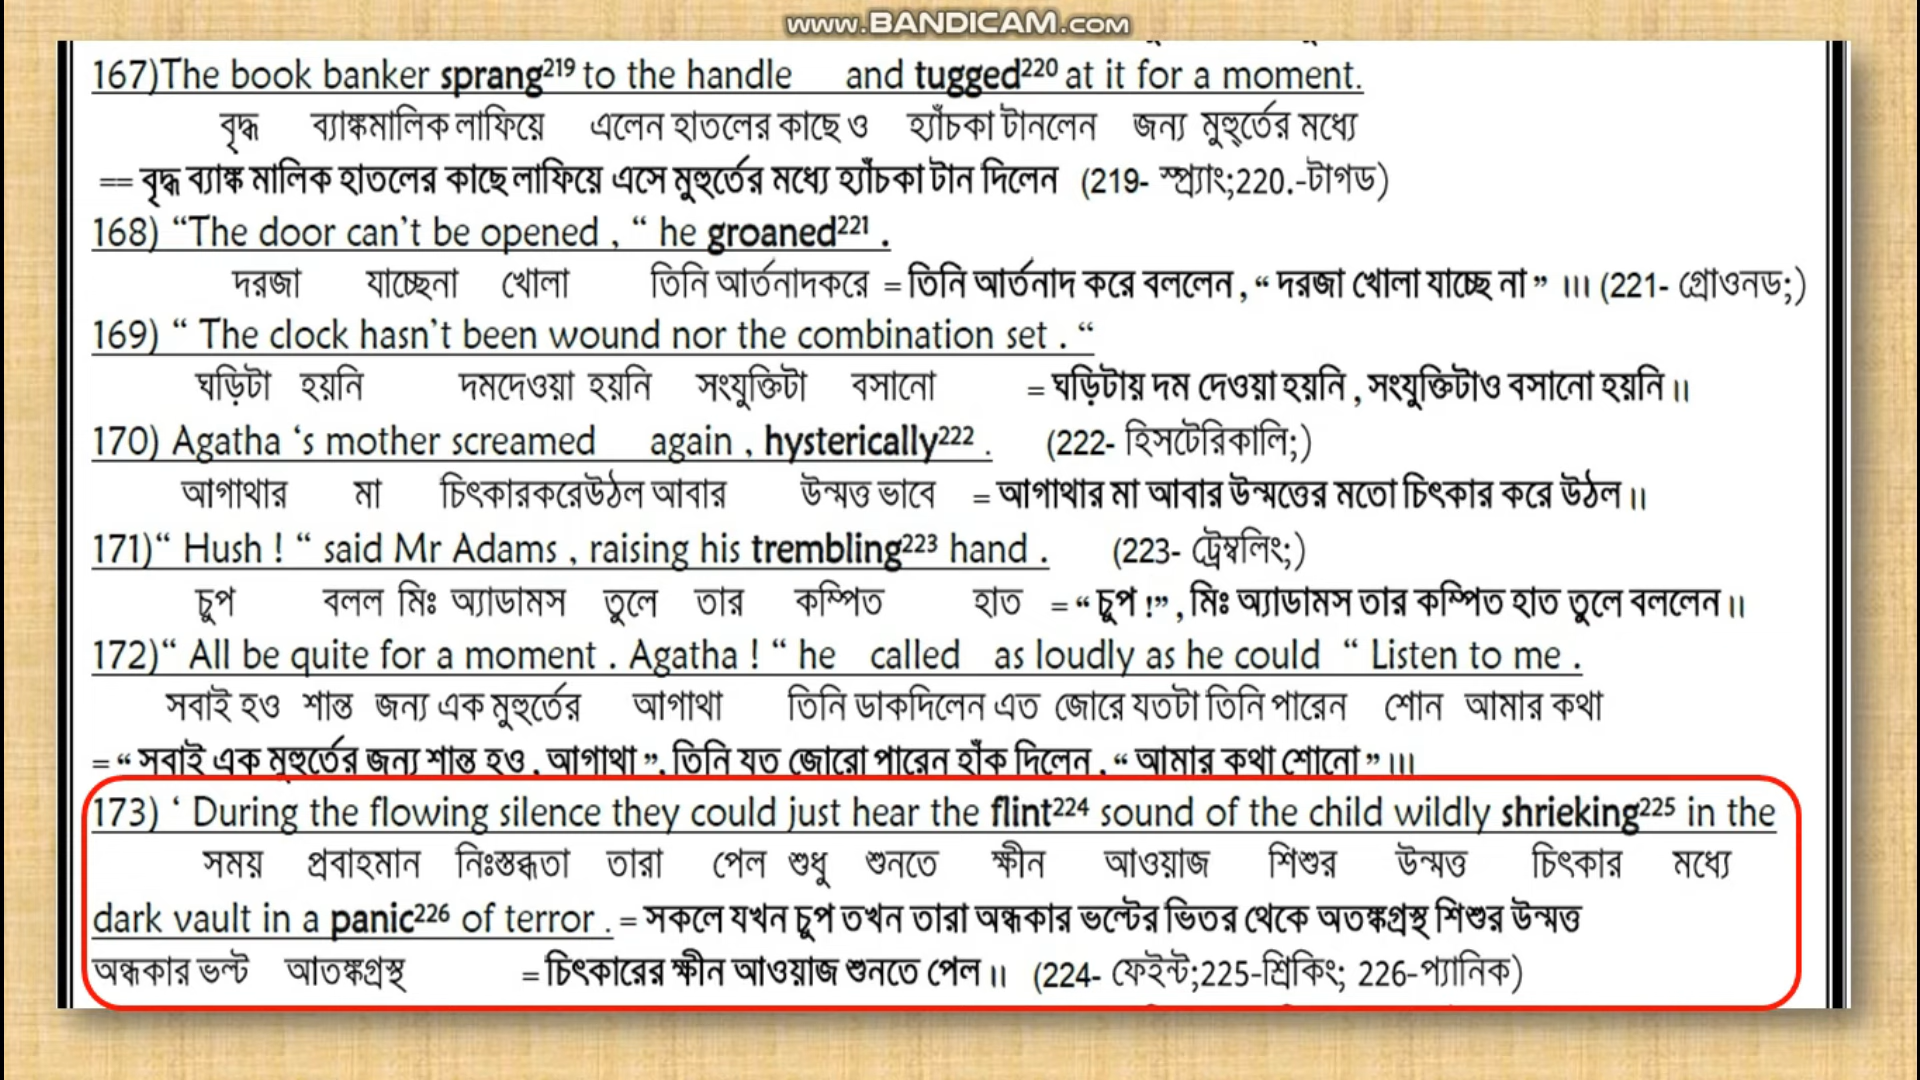 www.BANDICAM.com
167)The book banker sprang219 to the handle and tugged220 at it for a moment.
বৃদ্ধ ব্যাঙ্কমালিক লাফিয়ে এলেন হাতলের কাছে ও হ্যাঁচকা টানলেন জন্য মুহুর্তের মধ্যে
== বৃদ্ধ ব্যাঙ্ক মালিক হাতলের কাছে লাফিয়ে এসে মুহুর্তের মধ্যে হ্যাঁচকা টান দিলেন (219- স্প্র্যাং;220.-টাগড)
168) “The door can’t be opened , “ he groaned221 .
দরজা যাচ্ছেনা খোলা তিনি আর্তনাদকরে = তিনি আর্তনাদ করে বললেন , “ দরজা খোলা যাচ্ছে না ” ।।। (221- গ্রোওনড;)
169) “ The clock hasn’t been wound nor the combination set . “
ঘড়িটা হয়নি দমদেওয়া হয়নি সংযুক্তিটা বসানো = ঘড়িটায় দম দেওয়া হয়নি , সংযুক্তিটাও বসানো হয়নি ।।
170) Agatha ‘s mother screamed again , hysterically222 . (222- হিসটেরিকালি;)
আগাথার মা চিৎকারকরেউঠল আবার উন্মত্ত ভাবে = আগাথার মা আবার উন্মত্তের মতো চিৎকার করে উঠল ।।
171)“ Hush ! “ said Mr Adams , raising his trembling223 hand . (223- ট্রেম্বলিং;)
চুপ বলল মিঃ অ্যাডামস তুলে তার কম্পিত হাত = “ চুপ !” , মিঃ অ্যাডামস তার কম্পিত হাত তুলে বললেন ।।
172)“ All be quite for a moment . Agatha ! “ he called as loudly as he could “ Listen to me .
সবাই হও শান্ত জন্য এক মুহুর্তের আগাথা তিনি ডাকদিলেন এত জোরে যতটা তিনি পারেন শোন আমার কথা
= “ সবাই এক মুহুর্তের জন্য শান্ত হও , আগাথা ”, তিনি যত জোরো পারেন হাঁক দিলেন , “ আমার কথা শোনো ” ।।।
173) ‘ During the flowing silence they could just hear the flint224 sound of the child wildly shrieking225 in the
সময় প্রবাহমান নিঃস্তব্ধতা তারা পেল শুধু শুনতে ক্ষীন আওয়াজ শিশুর উন্মত্ত চিৎকার মধ্যে
dark vault in a panic226 of terror . = সকলে যখন চুপ তখন তারা অন্ধকার ভল্টের ভিতর থেকে অতঙ্কগ্রস্থ শিশুর উন্মত্ত
অন্ধকার ভল্ট আতঙ্কগ্রস্থ = চিৎকারের ক্ষীন আওয়াজ শুনতে পেল ।। (224- ফেইন্ট;225-শ্রিকিং; 226-প্যানিক)